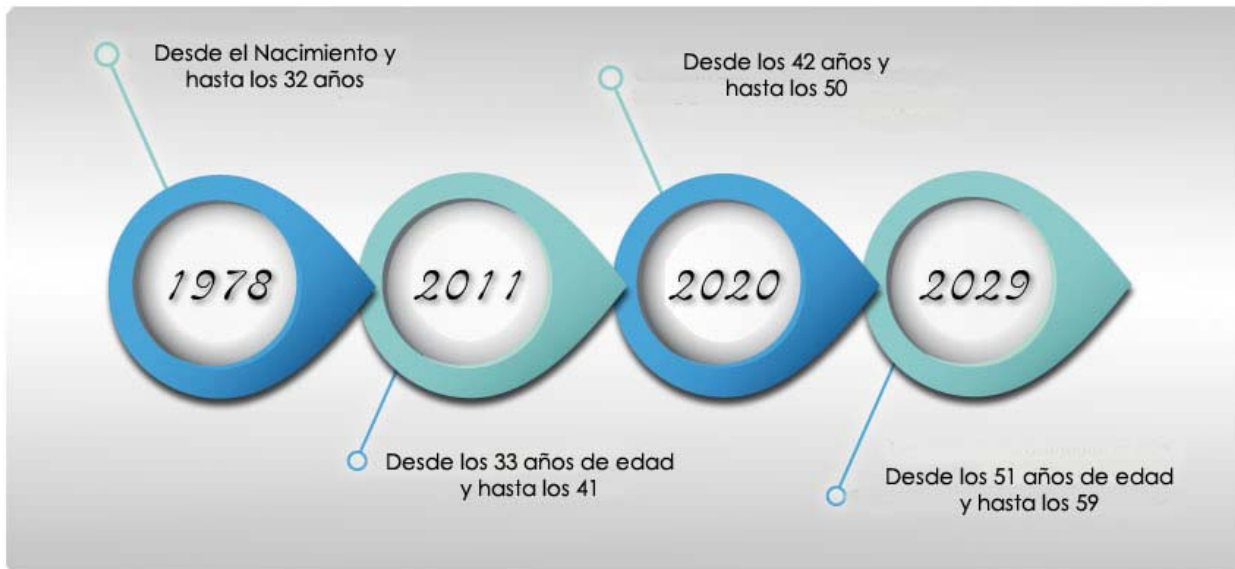 Desde el Nacimiento y
hasta los 32 años
Desde los 42 años y
hasta los 50
1978
2011
2020
2029
Desde los 33 años de edad
y hasta los 41
Desde los 51 años de edad
y hasta los 59